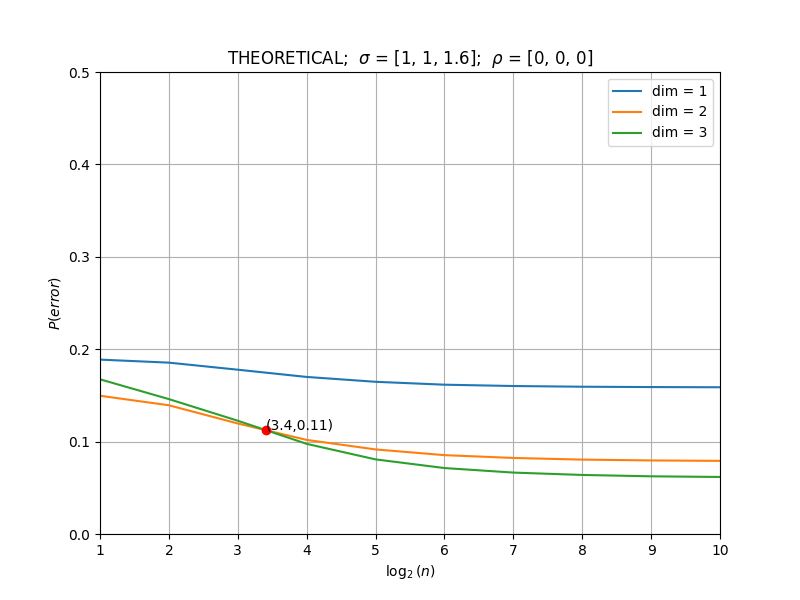 THEORETICAL; σ = [1, 1, 1.6]; ρ = [0, 0, 0]
dim = 1
dim = 2
dim = 3
0.5
0.4
0.3
0.2
0.1
0.0
P(error)
(3.4,0.11)
1 2 3 4 5 6 7 8 9 10
log₂(n)